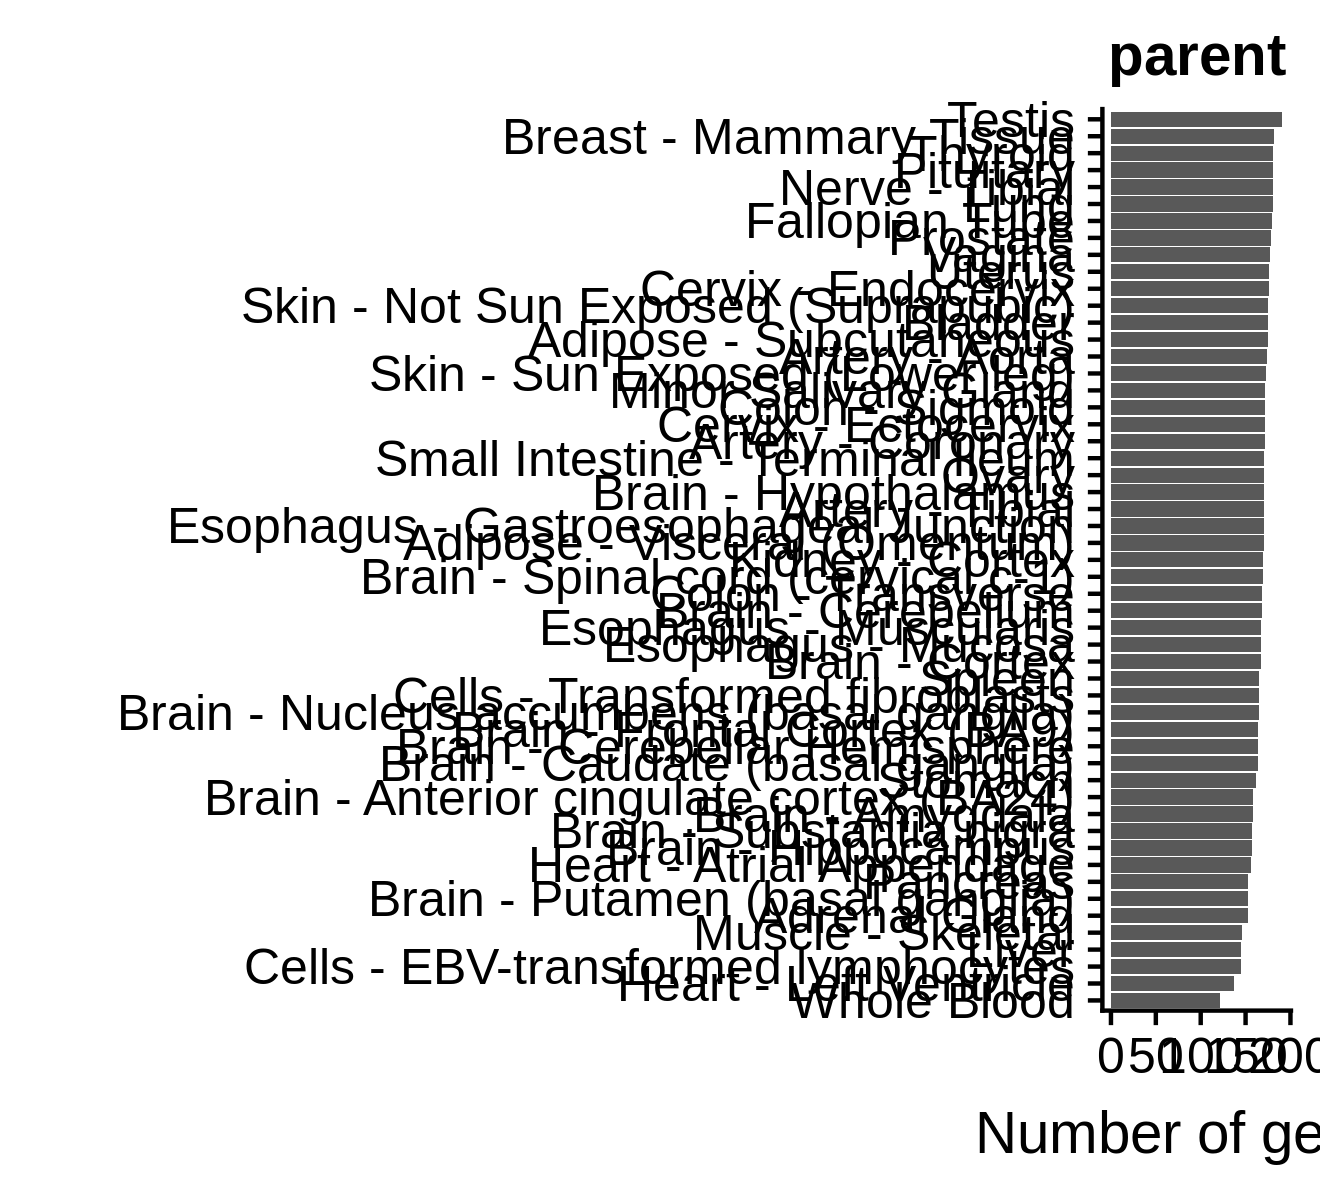 parent
Testis
Breast - Mammary Tissue
Thyroid
Pituitary
Nerve - Tibial
Lung
Fallopian Tube
Prostate
Vagina
Uterus
Cervix - Endocervix
Skin - Not Sun Exposed (Suprapubic)
Bladder
Adipose - Subcutaneous
Artery - Aorta
Skin - Sun Exposed (Lower leg)
Minor Salivary Gland
Colon - Sigmoid
Cervix - Ectocervix
Artery - Coronary
Small Intestine - Terminal Ileum
Ovary
Brain - Hypothalamus
Artery - Tibial
Esophagus - Gastroesophageal Junction
Adipose - Visceral (Omentum)
Kidney - Cortex
Brain - Spinal cord (cervical c-1)
Colon - Transverse
Brain - Cerebellum
Esophagus - Muscularis
Esophagus - Mucosa
Brain - Cortex
Spleen
Cells - Transformed fibroblasts
Brain - Nucleus accumbens (basal ganglia)
Brain - Frontal Cortex (BA9)
Brain - Cerebellar Hemisphere
Brain - Caudate (basal ganglia)
Stomach
Brain - Anterior cingulate cortex (BA24)
Brain - Amygdala
Brain - Substantia nigra
Brain - Hippocampus
Heart - Atrial Appendage
Pancreas
Brain - Putamen (basal ganglia)
Adrenal Gland
Muscle - Skeletal
Liver
Cells - EBV-transformed lymphocytes
Heart - Left Ventricle
Whole Blood
0 50 100 150 200
Number of ge